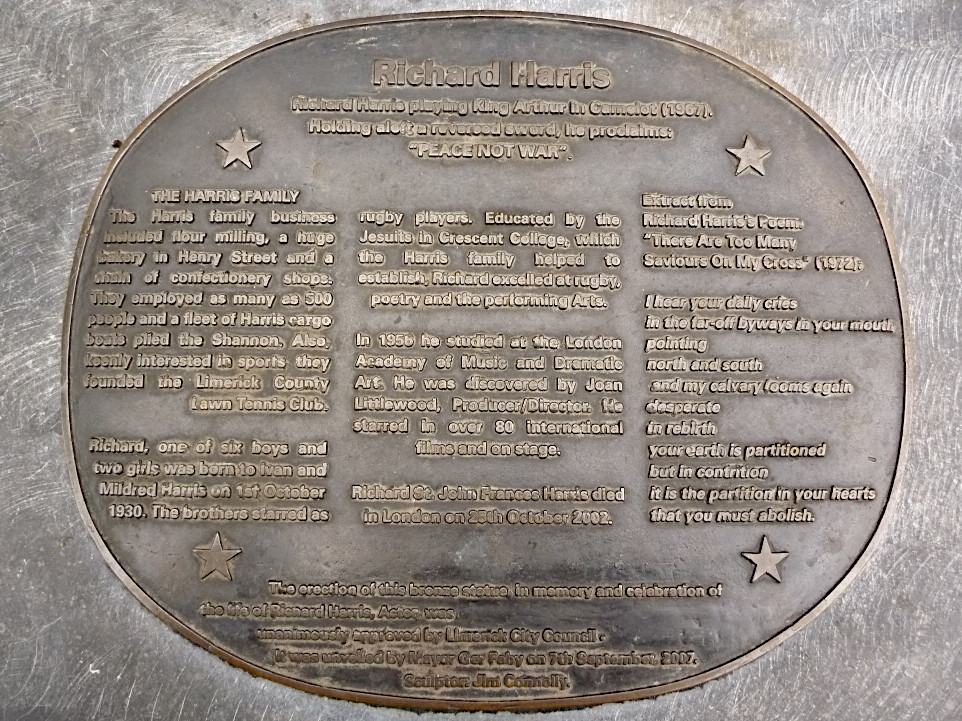 Richard Harris
Richard Harris playing King Arthur in Camelot (1967).
Holding aloft a reversed sword, he proclaims:
"PEACE NOT WAR".
THE HARRIS FAMILY
The Harris family business
included flour milling, a huge
bakery in Henry Street and a
chain of confectionery shops.
They employed as many as 500
people and a fleet of Harris cargo
boats plied the Shannon. Also,
keenly interested in sports they
founded the Limerick County
Lawn Tennis Club.
Richard, one of six boys and
two girls was born to Ivan and
Mildred Harris on 1st October
1930. The brothers starred as
rugby players. Educated by the
Jesuits in Crescent College, which
the Harris family helped to
establish, Richard excelled at rugby,
poetry and the performing Arts.
In 1956 he studied at the London
Academy of Music and Dramatic
Art. He was discovered by Joan
Littlewood, Producer/Director. He
starred in over 80 international
films and on stage.
Richard St. John Frances Harris died
in London on 25th October 2002.
Extract from
Richard Harris's Poem.
"There Are Too Many
Saviours On My Cross" (1972).
I hear your daily cries
in the far-off byways in your mouth
pointing
north and south
and my calvary looms again
desperate
in rebirth
your earth is partitioned
but in contrition
it is the partition in your hearts
that you must abolish.
The erection of this bronze statue, in memory and celebration of
the life of Richard Harris, Actor, was
unanimously approved by Limerick City Council -
It was unveiled by Mayor Ger Fahy on 7th September, 2007.
Sculptor: Jim Connolly.